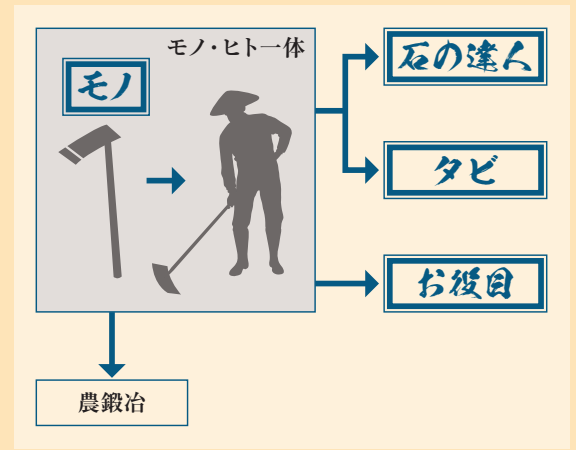 モノ・ヒト一体
モノ
石の達人
タビ
お役目
農鍛冶